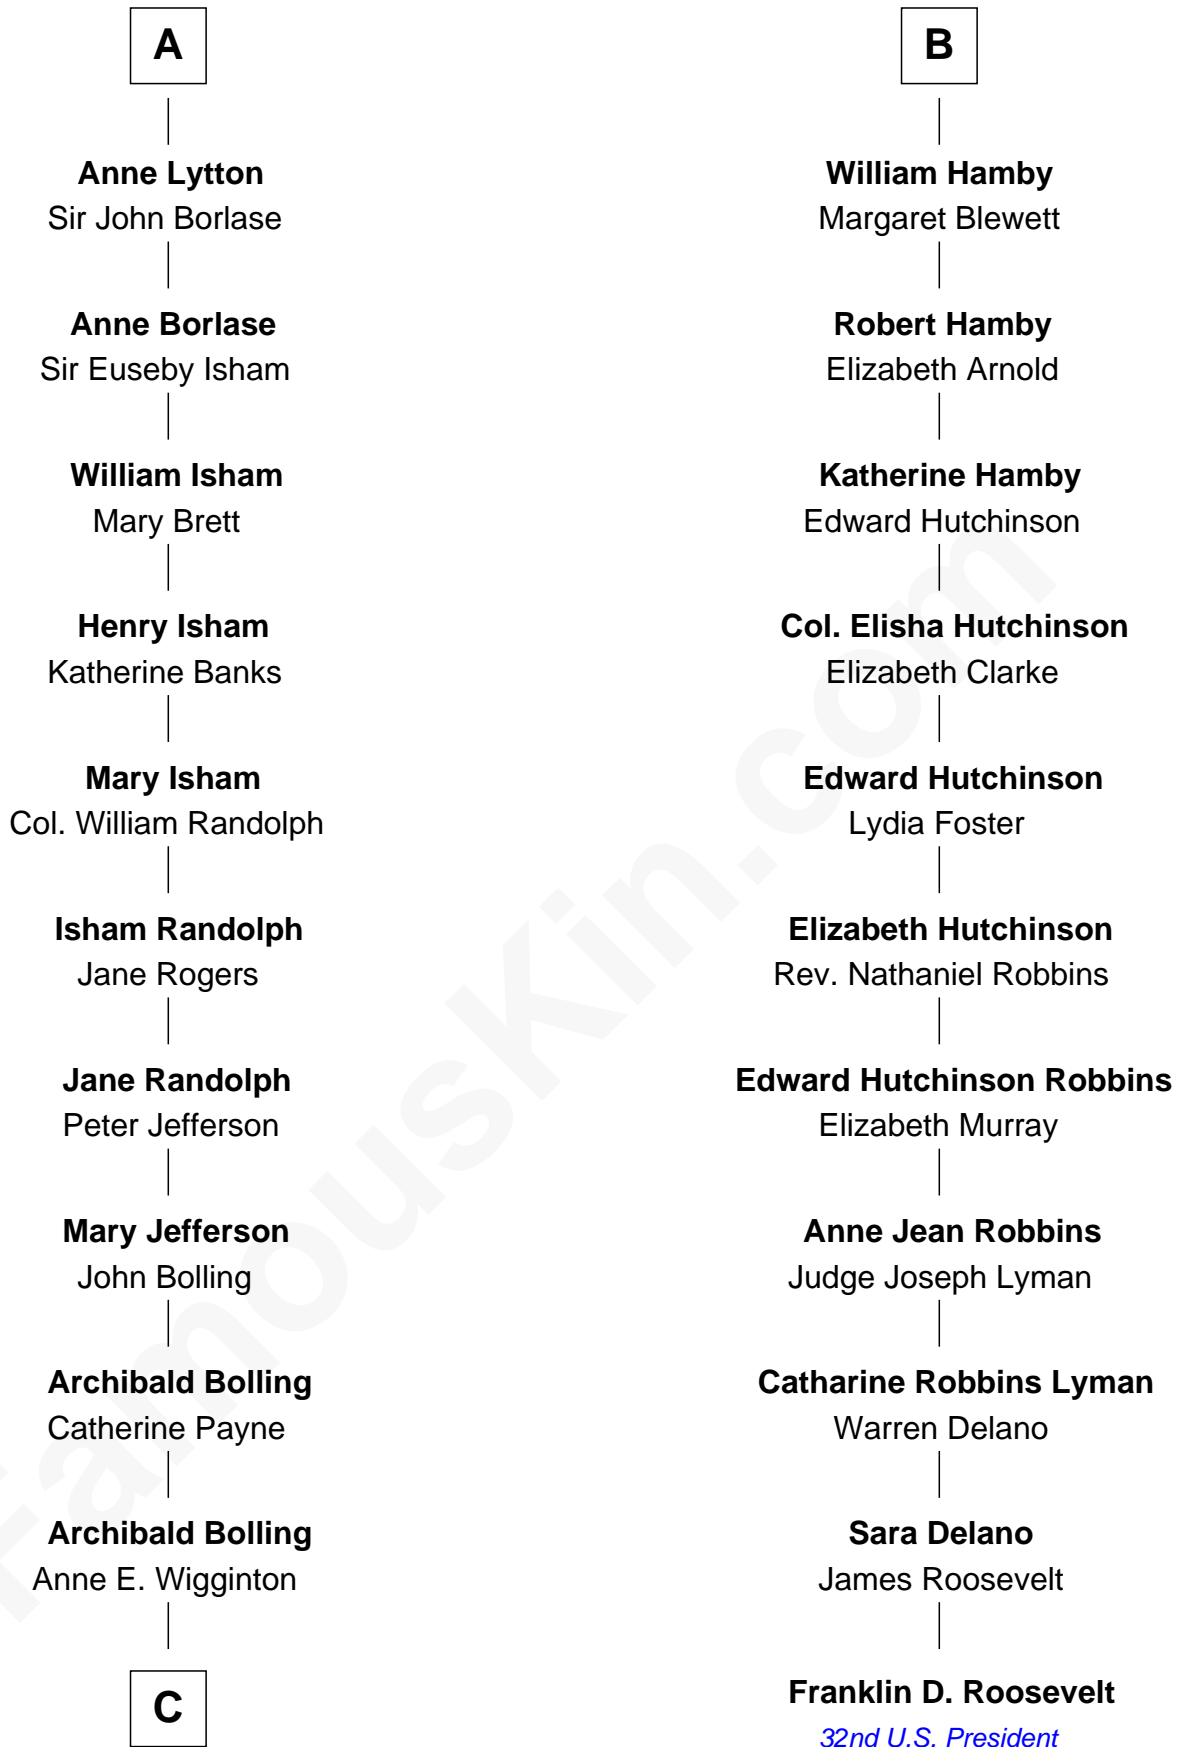 A
Anne Lytton
Sir John Borlase
Anne Borlase
Sir Euseby Isham
William Isham
Mary Brett
Henry Isham
Katherine Banks
Mary Isham
Col. William Randolph
Isham Randolph
Jane Rogers
Jane Randolph
Peter Jefferson
Mary Jefferson
John Bolling
Archibald Bolling
Catherine Payne
Archibald Bolling
Anne E. Wigginton
C
B
William Hamby
Margaret Blewett
Robert Hamby
Elizabeth Arnold
Katherine Hamby
Edward Hutchinson
Col. Elisha Hutchinson
Elizabeth Clarke
Edward Hutchinson
Lydia Foster
Elizabeth Hutchinson
Rev. Nathaniel Robbins
Edward Hutchinson Robbins
Elizabeth Murray
Anne Jean Robbins
Judge Joseph Lyman
Catharine Robbins Lyman
Warren Delano
Sara Delano
James Roosevelt
Franklin D. Roosevelt
32nd U.S. President
FamousKin.com